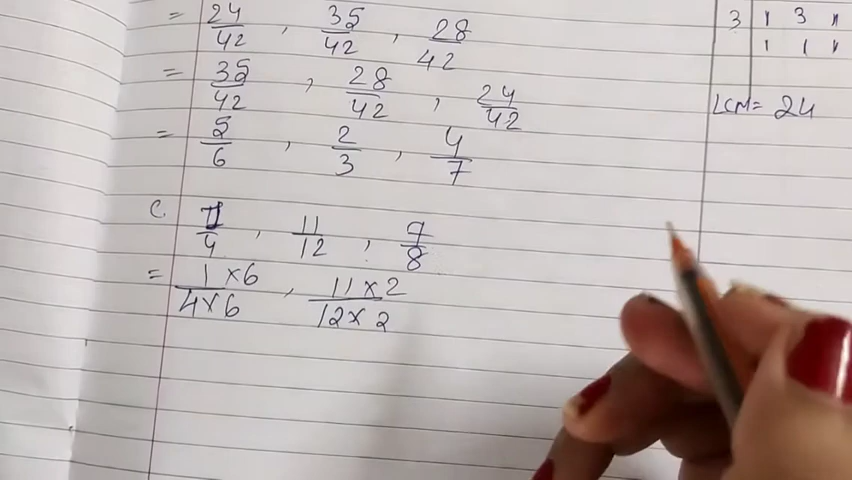 = 24/42 , 35/42 , 28/42
= 35/42 , 28/42 , 24/42
= 5/6 , 2/3 , 4/7
C. 1/4 , 11/12 , 7/8
= 1×6/4×6 , 11×2/12×2
3 | 1 3 1
1 1 1
LCM = 24